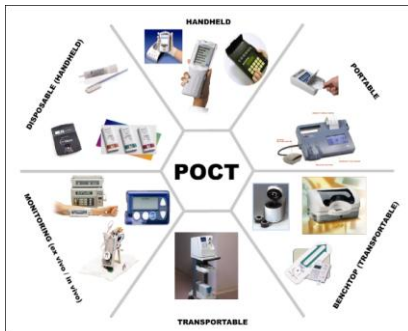 HANDHELD
DISPOSABLE (HANDHELD)
PORTABLE
POCT
MONITORING (ex vivo / in vivo)
BENCHTOP (TRANSPORTABLE)
TRANSPORTABLE